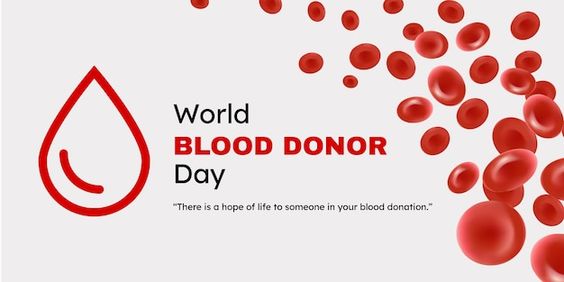 World
BLOOD DONOR
Day
"There is a hope of life to someone in your blood donation."